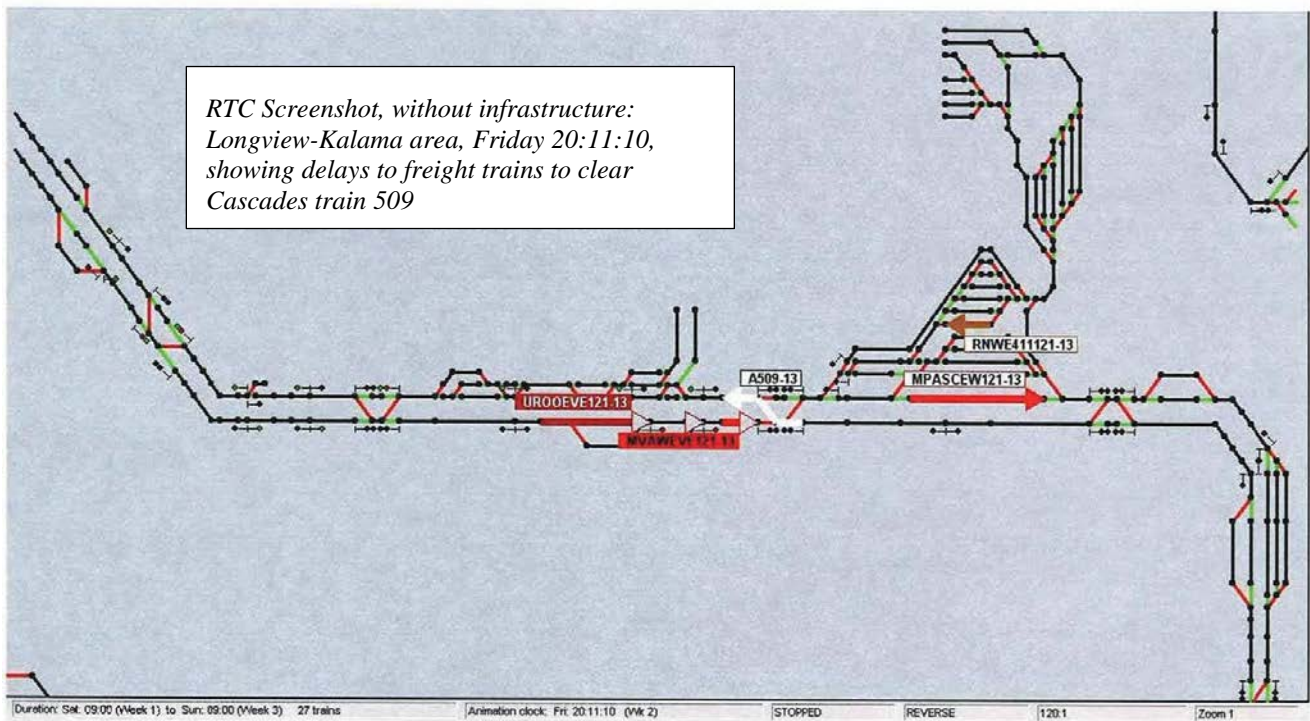 RTC Screenshot, without infrastructure:
Longview-Kalama area, Friday 20:11:10,
showing delays to freight trains to clear
Cascades train 509
RNWE411121-13
A509-13
MPASCEW121-13
UROOEVE121-13
MVAWEVE121-13
Duration: Sat: 09:00 (Week 1) to Sun: 09:00 (Week 3) 27 trains Animation clock: Fri: 20:11:10 (Wk 2) STOPPED REVERSE 120:1 Zoom 1